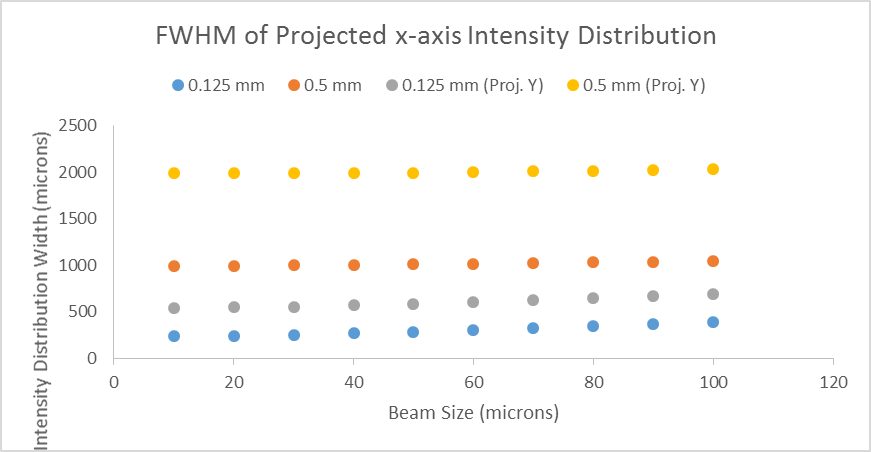 FWHM of Projected x-axis Intensity Distribution
0.125 mm 0.5 mm 0.125 mm (Proj. Y) 0.5 mm (Proj. Y)
Intensity Distribution Width (microns)
2500
2000
1500
1000
500
0
0 20 40 60 80 100 120
Beam Size (microns)